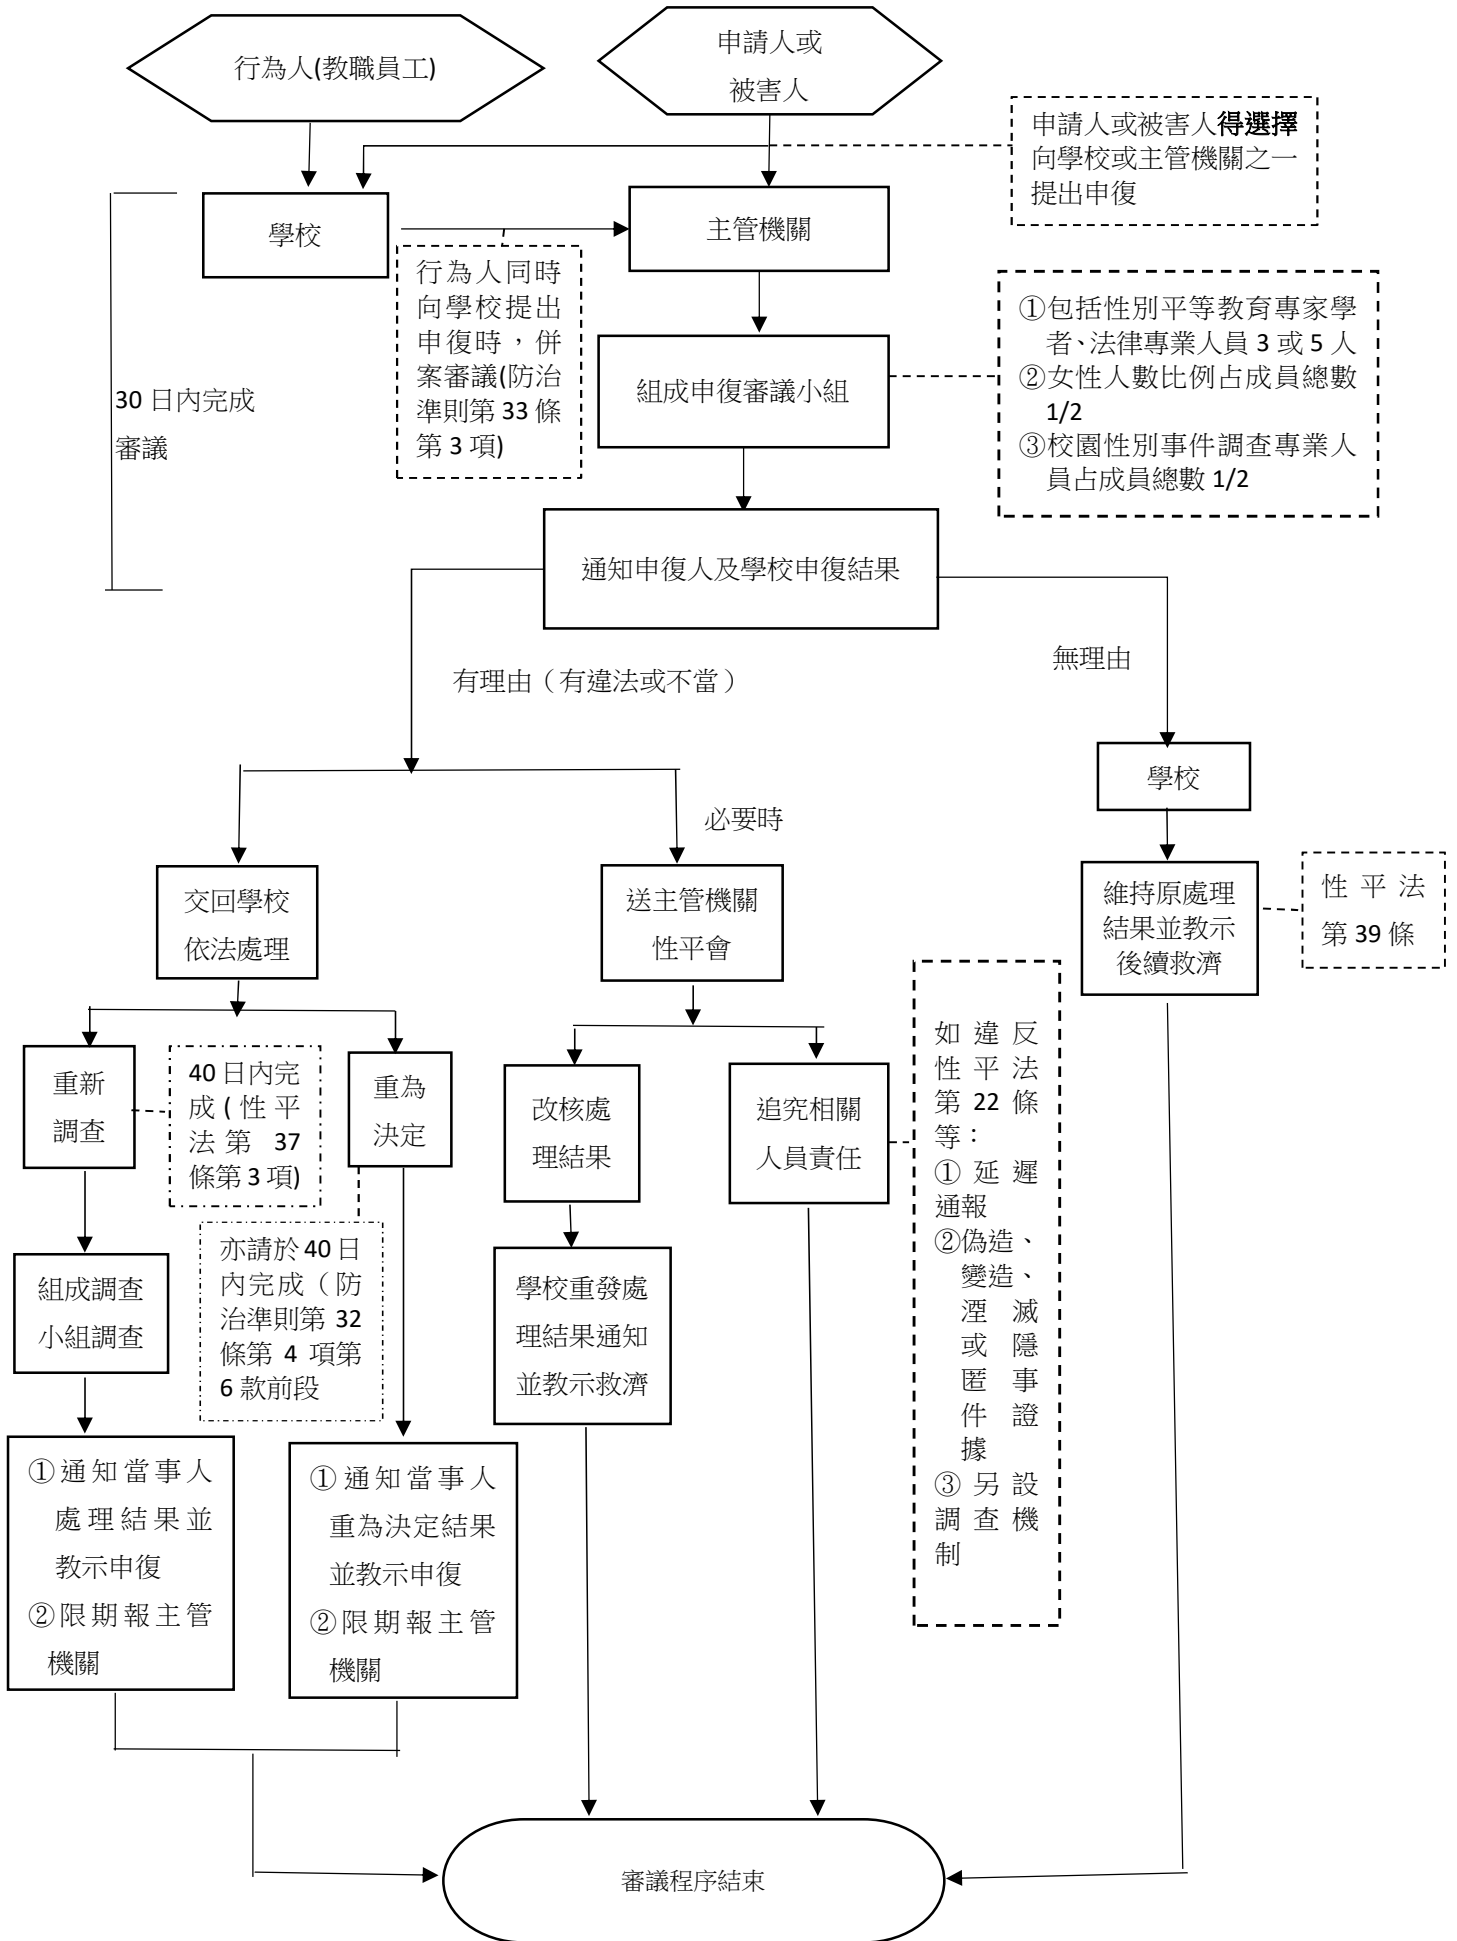 行為人(教職員工)
申請人或
被害人
申請人或被害人得選擇
向學校或主管機關之一
提出申復
學校
主管機關
行為人同時
向學校提出
申復時，併
案審議(防治
準則第 33 條
第 3 項)
30 日內完成
審議
組成申復審議小組
①包括性別平等教育專家學
者、法律專業人員 3 或 5 人
②女性人數比例占成員總數
1/2
③校園性別事件調查專業人
員占成員總數 1/2
通知申復人及學校申復結果
有理由（有違法或不當）
無理由
必要時
學校
交回學校
依法處理
送主管機關
性平會
維持原處理
結果並教示
後續救濟
性平法
第 39 條
重新
調查
40 日內完
成(性平
法第 37
條第 3 項)
重為
決定
改核處
理結果
追究相關
人員責任
如違反
性平法
第 22 條
等：
①延遲
通報
②偽造、
變造、
湮滅
或隱
匿事
件證
據
③另設
調查機
制
亦請於 40 日
內完成（防
治準則第 32
條第 4 項第
6 款前段
組成調查
小組調查
學校重發處
理結果通知
並教示救濟
①通知當事人
處理結果並
教示申復
②限期報主管
機關
①通知當事人
重為決定結果
並教示申復
②限期報主管
機關
審議程序結束